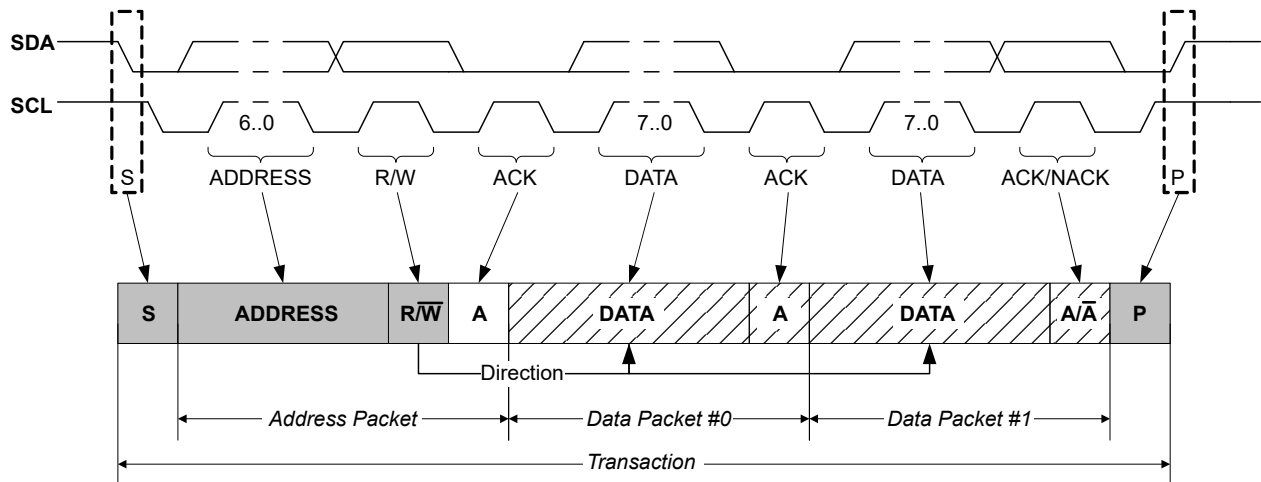 SDA
SCL
6..0 7..0 7..0
S ADDRESS R/W ACK DATA ACK DATA ACK/NACK P
S ADDRESS R/W̅ A DATA A DATA A/A̅ P
Direction
Address Packet Data Packet #0 Data Packet #1
Transaction